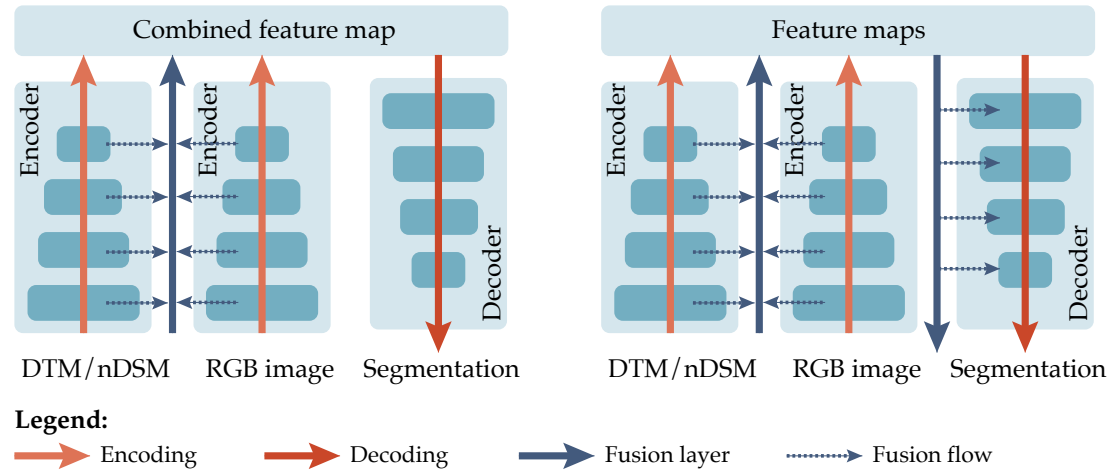 Combined feature map
Encoder
Encoder
Decoder
DTM/nDSM
RGB image
Segmentation
Feature maps
Encoder
Encoder
Decoder
DTM/nDSM
RGB image
Segmentation
Legend:
Encoding
Decoding
Fusion layer
Fusion flow